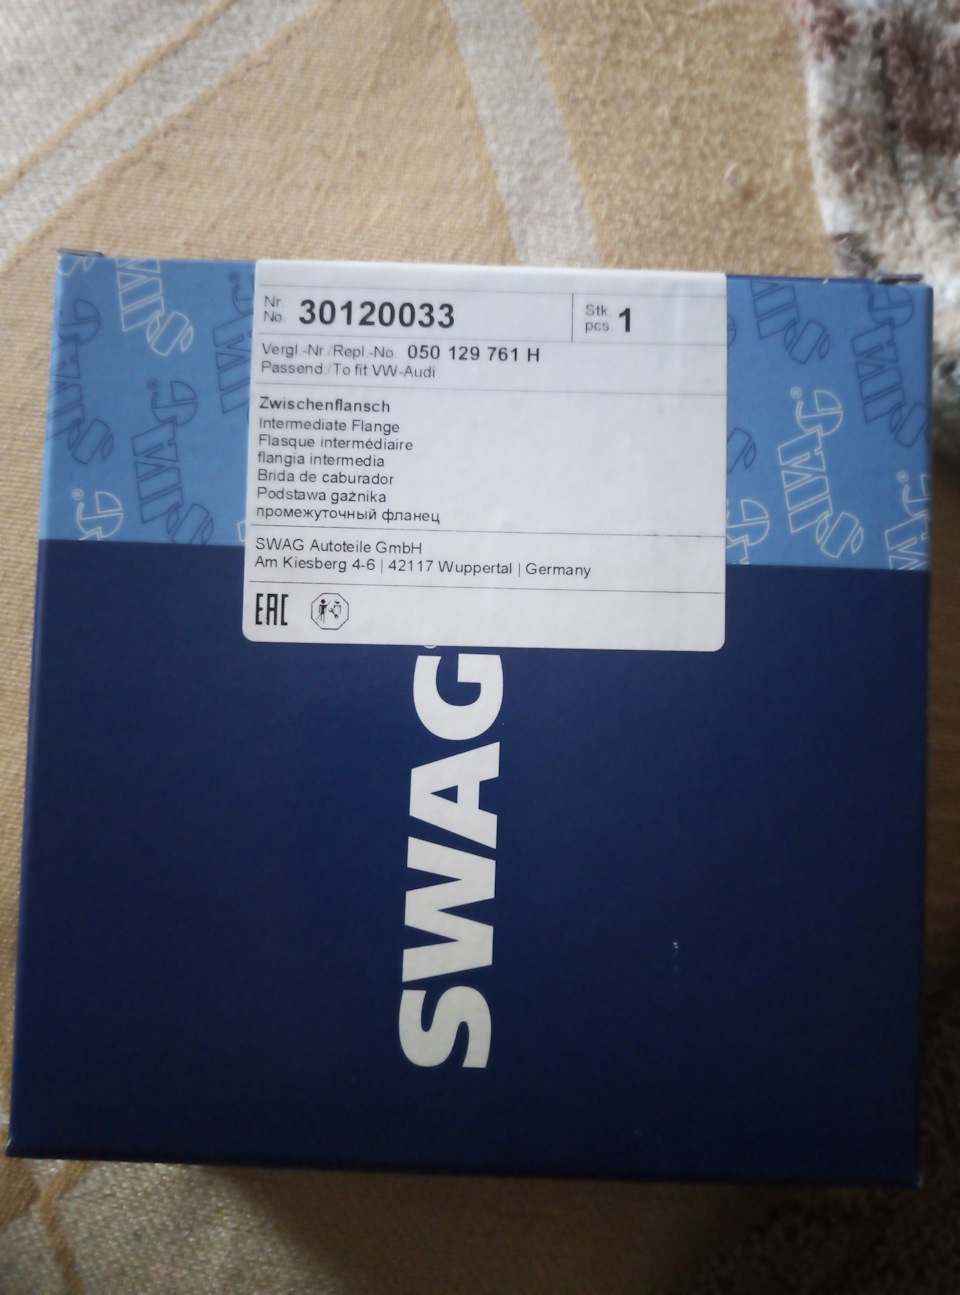 Nr.
No. 30120033
Stk.
pcs. 1
Vergl.-Nr./Repl.-No. 050 129 761 H
Passend./To fit VW-Audi
Zwischenflansch
Intermediate Flange
Flasque intermédiaire
flangia intermedia
Brida de caburador
Podstawa gażnika
промежуточный фланец
SWAG Autoteile GmbH
Am Kiesberg 4-6 | 42117 Wuppertal | Germany
EAC
SWAG